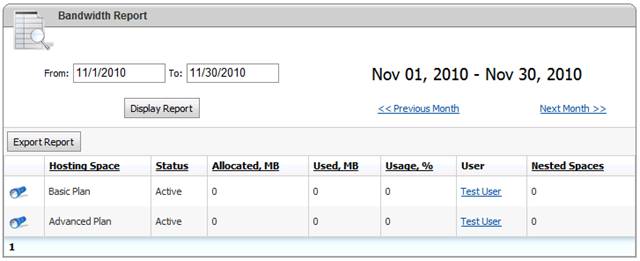 Bandwidth Report
From: 11/1/2010 To: 11/30/2010
Nov 01, 2010 - Nov 30, 2010
Display Report
<< Previous Month Next Month >>
Export Report
Hosting Space Status Allocated, MB Used, MB Usage, % User Nested Spaces
Basic Plan Active 0 0 0 Test User 0
Advanced Plan Active 0 0 0 Test User 0
1